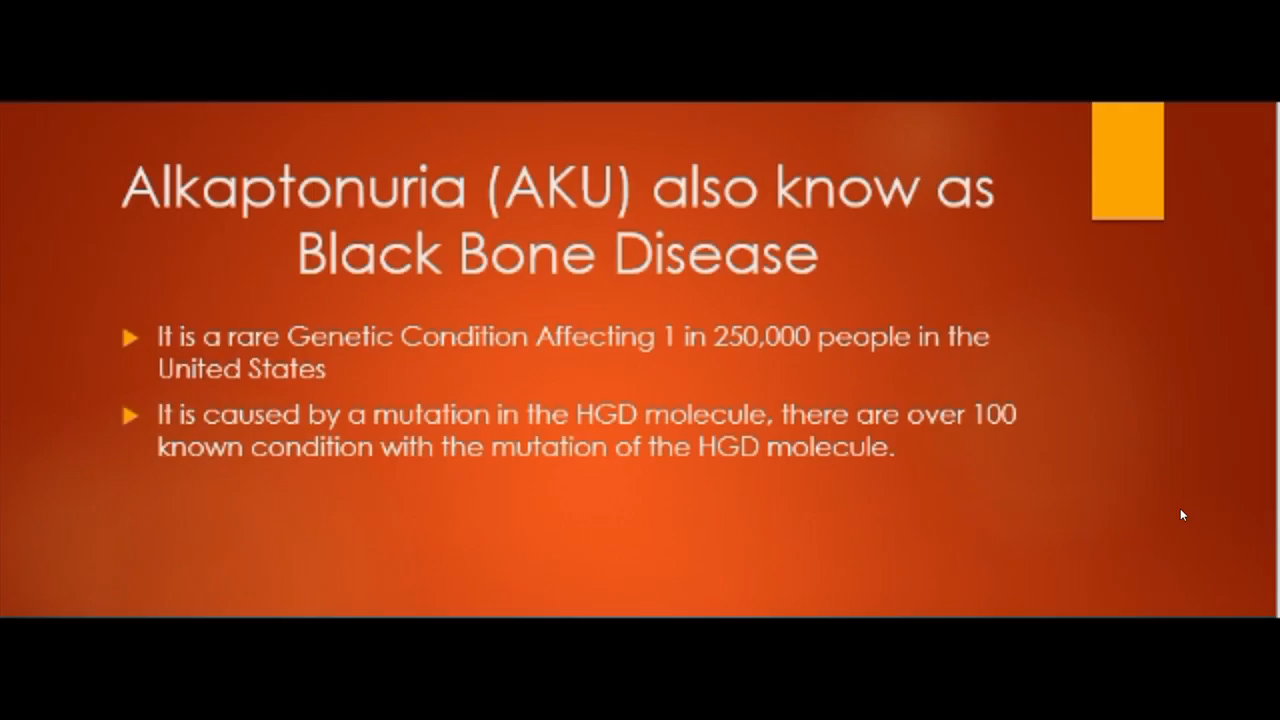 Alkaptonuria (AKU) also know as
Black Bone Disease
It is a rare Genetic Condition Affecting 1 in 250,000 people in the
United States
It is caused by a mutation in the HGD molecule, there are over 100
known condition with the mutation of the HGD molecule.